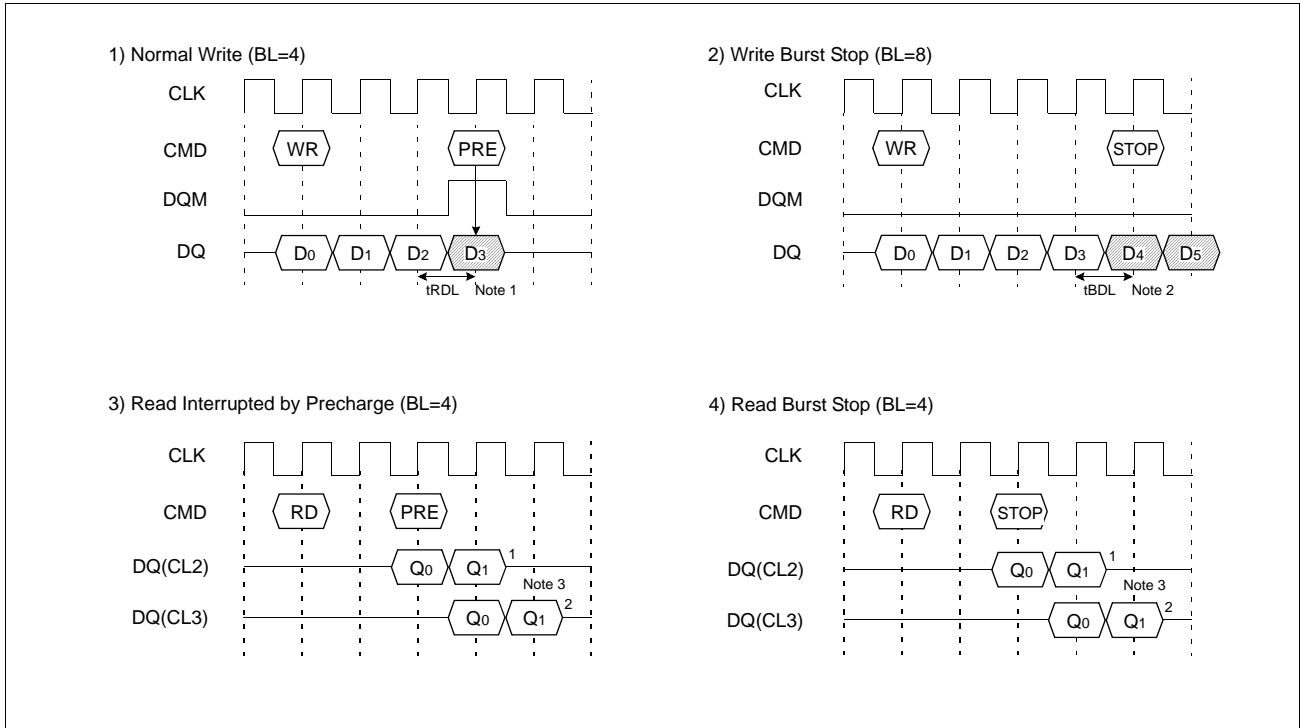 1) Normal Write (BL=4)
CLK
CMD
WR
PRE
DQM
DQ
D0
D1
D2
D3
tRDL
Note 1
2) Write Burst Stop (BL=8)
CLK
CMD
WR
STOP
DQM
DQ
D0
D1
D2
D3
D4
D5
tBDL
Note 2
3) Read Interrupted by Precharge (BL=4)
CLK
CMD
RD
PRE
DQ(CL2)
Q0
Q1
1
Note 3
DQ(CL3)
Q0
Q1
2
4) Read Burst Stop (BL=4)
CLK
CMD
RD
STOP
DQ(CL2)
Q0
Q1
1
Note 3
DQ(CL3)
Q0
Q1
2